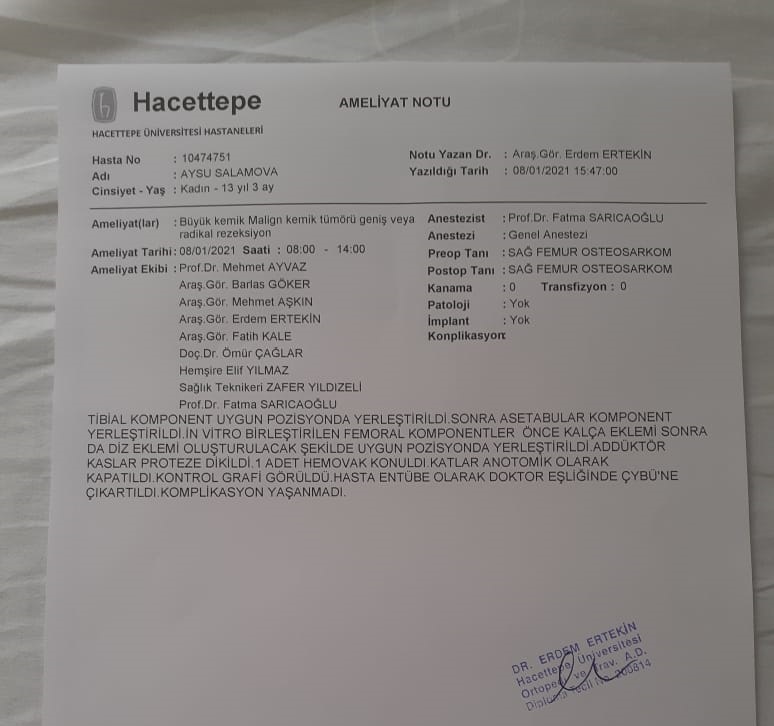 Hacettepe
AMELİYAT NOTU
HACETTEPE ÜNİVERSİTESİ HASTANELERİ
Hasta No : 10474751
Adı : AYSU SALAMOVA
Cinsiyet - Yaş : Kadın - 13 yıl 3 ay
Notu Yazan Dr. : Araş.Gör. Erdem ERTEKİN
Yazıldığı Tarih : 08/01/2021 15:47:00
Ameliyat(lar) : Büyük kemik Malign kemik tümörü geniş veya
radikal rezeksiyon
Ameliyat Tarihi : 08/01/2021 Saati : 08:00 - 14:00
Ameliyat Ekibi : Prof.Dr. Mehmet AYVAZ
Araş.Gör. Barlas GÖKER
Araş.Gör. Mehmet AŞKIN
Araş.Gör. Erdem ERTEKİN
Araş.Gör. Fatih KALE
Doç.Dr. Ömür ÇAĞLAR
Hemşire Elif YILMAZ
Sağlık Teknikeri ZAFER YILDIZELİ
Prof.Dr. Fatma SARICAOĞLU
Anestezist : Prof.Dr. Fatma SARICAOĞLU
Anestezi : Genel Anestezi
Preop Tanı : SAĞ FEMUR OSTEOSARKOM
Postop Tanı : SAĞ FEMUR OSTEOSARKOM
Kanama : 0 Transfizyon : 0
Patoloji : Yok
İmplant : Yok
Konplikasyon:
TİBİAL KOMPONENT UYGUN POZİSYONDA YERLEŞTİRİLDİ.SONRA ASETABULAR KOMPONENT
YERLEŞTİRİLDİ.İN VİTRO BİRLEŞTİRİLEN FEMORAL KOMPONENTLER ÖNCE KALÇA EKLEMİ SONRA
DA DİZ EKLEMİ OLUŞTURULACAK ŞEKİLDE UYGUN POZİSYONDA YERLEŞTİRİLDİ.ADDÜKTÖR
KASLAR PROTEZE DİKİLDİ.1 ADET HEMOVAK KONULDI.KATLAR ANOTOMİK OLARAK
KAPATILDI.KONTROL GRAFİ GÖRÜLDÜ.HASTA ENTÜBE OLARAK DOKTOR EŞLİĞİNDE ÇYBÜ'NE
ÇIKARTILDI.KOMPLİKASYON YAŞANMADI.
DR. ERDEM ERTEKİN
Hacettepe Üniversitesi
Ortopedi ve Trav. A.D.
Diploma Tescil No 200814